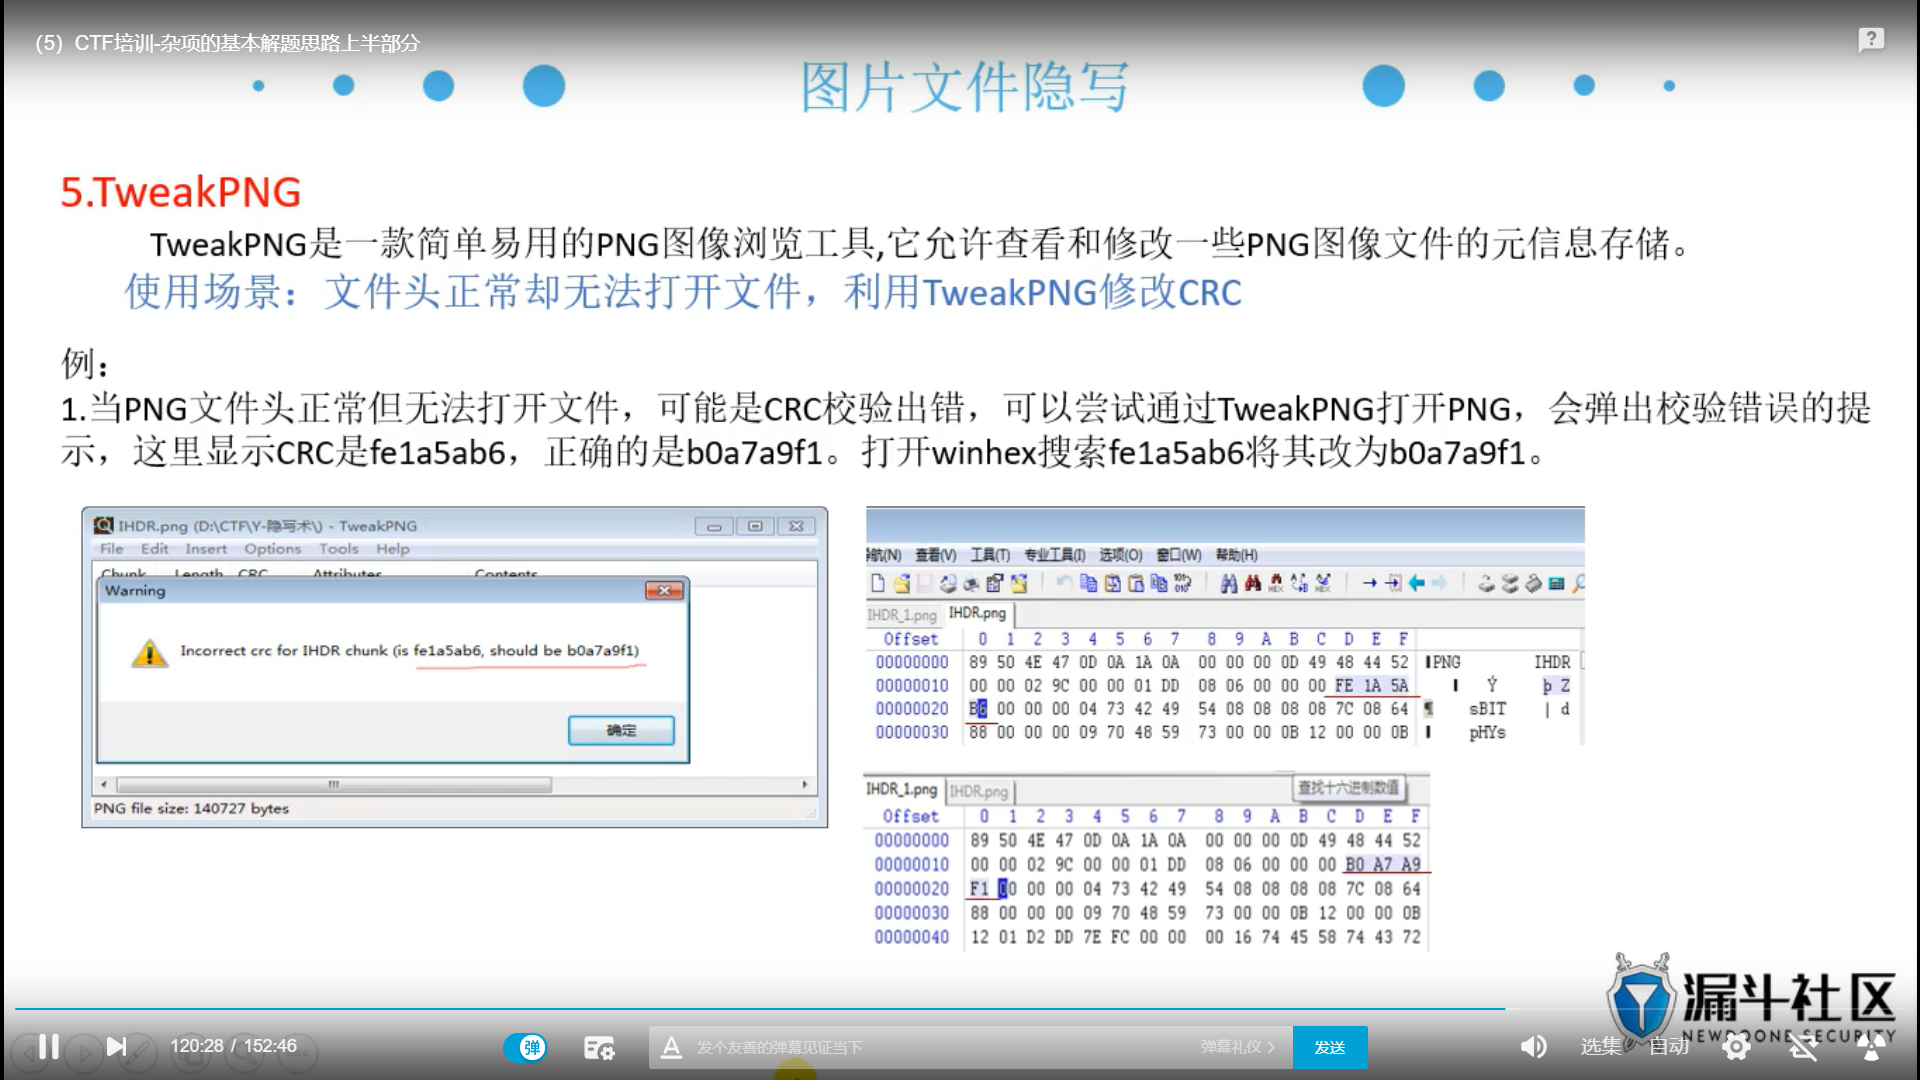 (5) CTF培训-杂项的基本解题思路上半部分
图片文件隐写
5.TweakPNG
TweakPNG是一款简单易用的PNG图像浏览工具,它允许查看和修改一些PNG图像文件的元信息存储。
使用场景：文件头正常却无法打开文件，利用TweakPNG修改CRC
例：
1.当PNG文件头正常但无法打开文件，可能是CRC校验出错，可以尝试通过TweakPNG打开PNG，会弹出校验错误的提
示，这里显示CRC是fe1a5ab6，正确的是b0a7a9f1。打开winhex搜索fe1a5ab6将其改为b0a7a9f1。
IHDR.png (D:\CTF\Y-隐写术\) - TweakPNG
File Edit Insert Options Tools Help
Chunk Length CRC Attributes Contents
Warning
Incorrect crc for IHDR chunk (is fe1a5ab6, should be b0a7a9f1)
确定
PNG file size: 140727 bytes
航(N) 查看(V) 工具(T) 专业工具(I) 选项(O) 窗口(W) 帮助(H)
IHDR_1.png IHDR.png
Offset 0 1 2 3 4 5 6 7 8 9 A B C D E F
00000000 89 50 4E 47 0D 0A 1A 0A 00 00 00 0D 49 48 44 52 PNG IHDR
00000010 00 00 02 9C 00 00 01 DD 08 06 00 00 00 FE 1A 5A Ý þ Z
00000020 B6 00 00 00 04 73 42 49 54 08 08 08 08 7C 08 64 ¶ sBIT | d
00000030 88 00 00 00 09 70 48 59 73 00 00 0B 12 00 00 0B pHYs
IHDR_1.png IHDR.png
查找十六进制数值
Offset 0 1 2 3 4 5 6 7 8 9 A B C D E F
00000000 89 50 4E 47 0D 0A 1A 0A 00 00 00 0D 49 48 44 52
00000010 00 00 02 9C 00 00 01 DD 08 06 00 00 00 B0 A7 A9
00000020 F1 00 00 00 04 73 42 49 54 08 08 08 08 7C 08 64
00000030 88 00 00 00 09 70 48 59 73 00 00 0B 12 00 00 0B
00000040 12 01 D2 DD 7E FC 00 00 00 16 74 45 58 74 43 72
漏斗社区
NEWDOONE SECURITY
120:28 / 152:46
弹
发个友善的弹幕见证当下
弹幕礼仪
发送
选集
自动